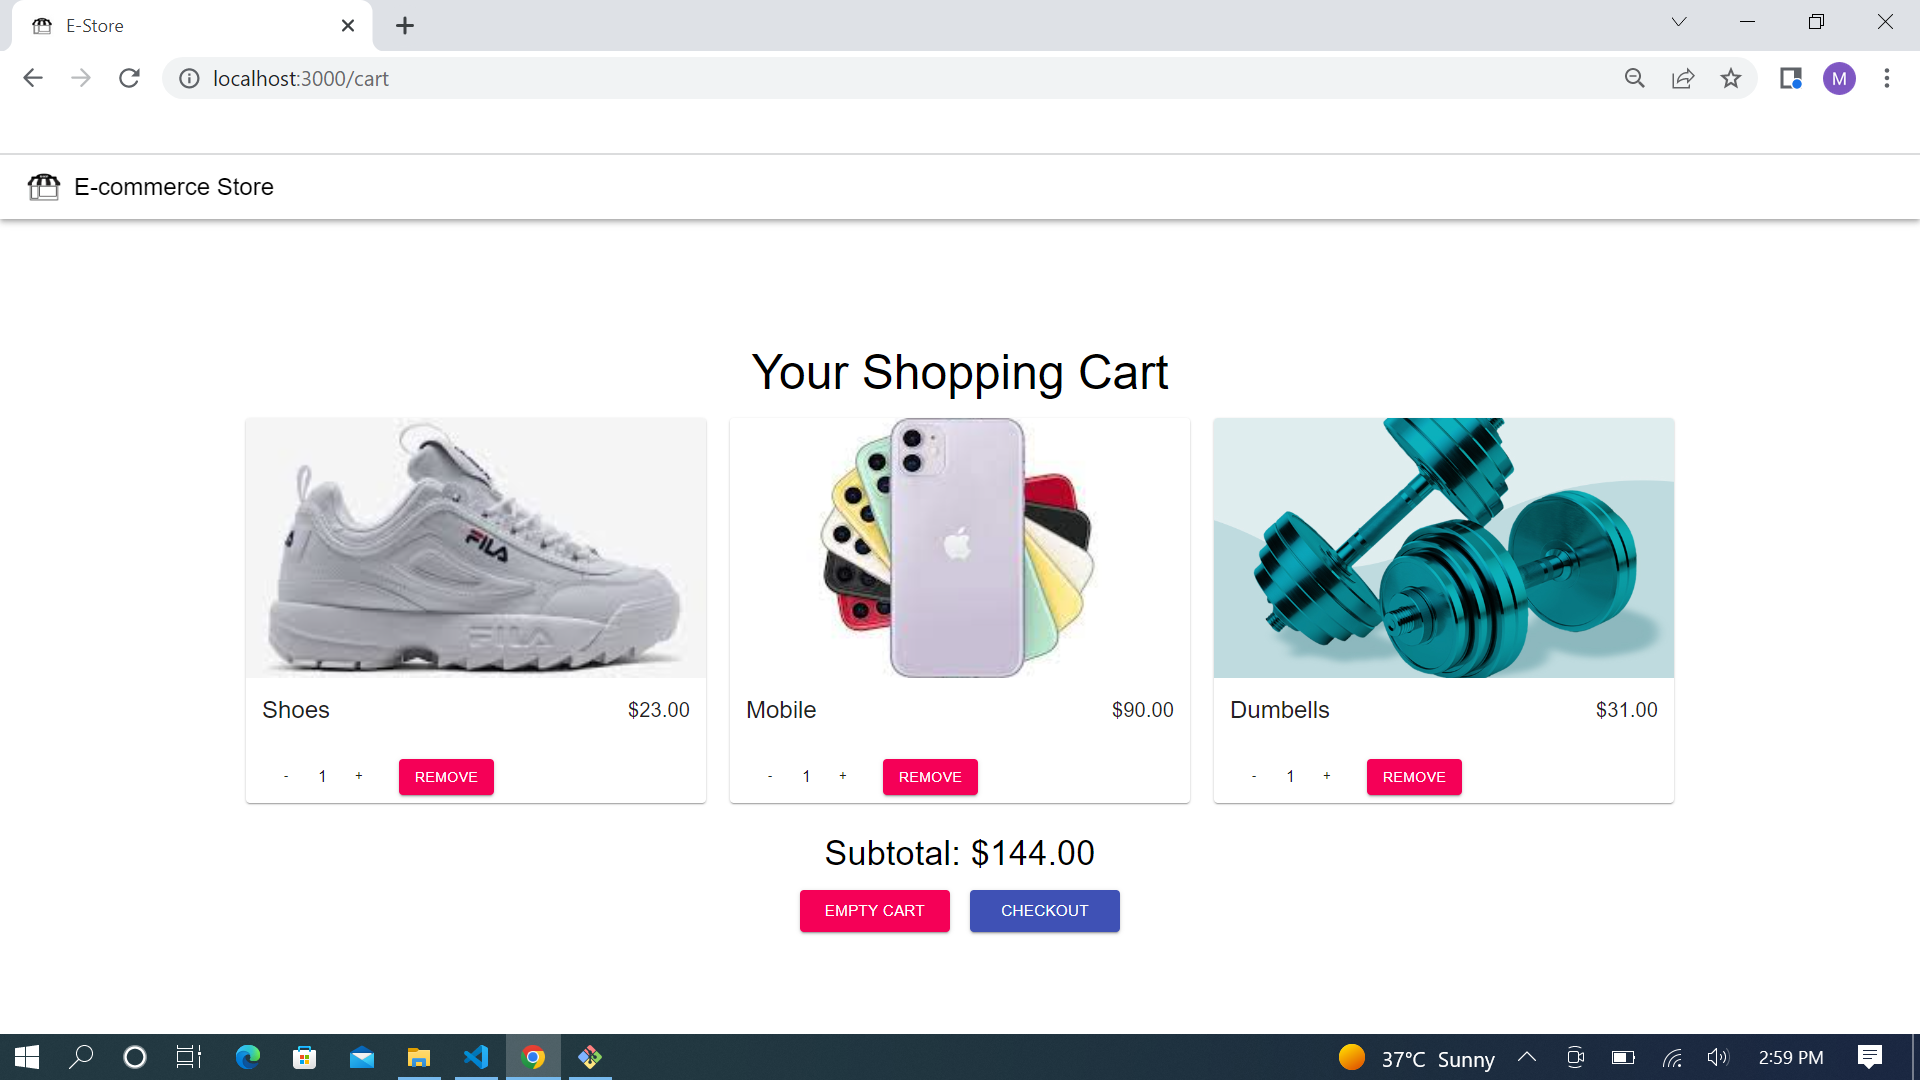 E-Store
localhost:3000/cart
M
E-commerce Store
Your Shopping Cart
FILA
FILA
Shoes $23.00
Mobile $90.00
Dumbells $31.00
- 1 + REMOVE
- 1 + REMOVE
- 1 + REMOVE
Subtotal: $144.00
EMPTY CART CHECKOUT
37°C Sunny 2:59 PM